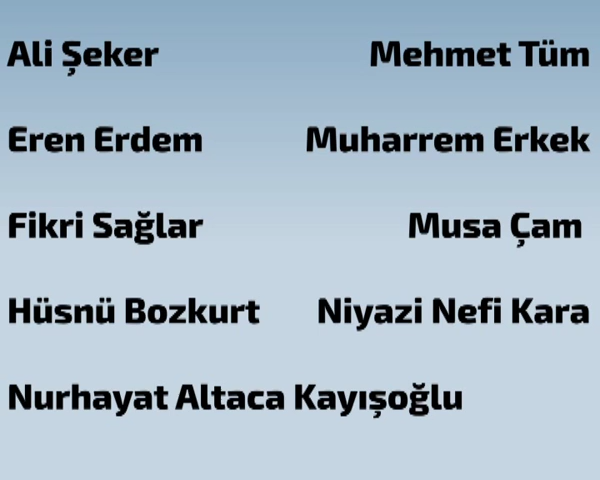 Ali Şeker Mehmet Tüm
Eren Erdem Muharrem Erkek
Fikri Sağlar Musa Çam
Hüsnü Bozkurt Niyazi Nefi Kara
Nurhayat Altaca Kayışoğlu